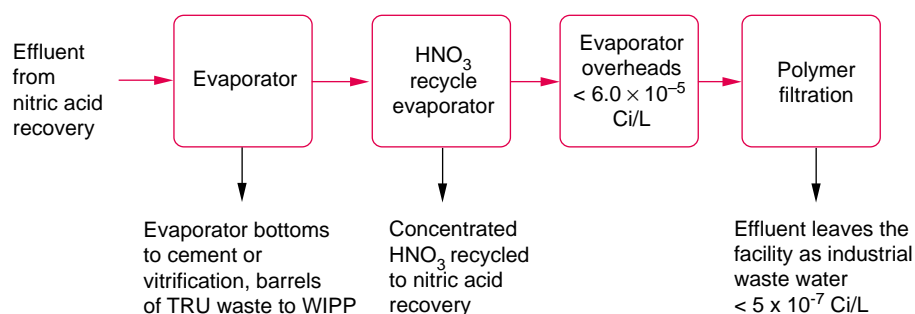 Effluent
from
nitric acid
recovery
Evaporator
HNO₃
recycle
evaporator
Evaporator
overheads
< 6.0 × 10⁻⁵
Ci/L
Polymer
filtration
Evaporator bottoms
to cement or
vitrification, barrels
of TRU waste to WIPP
Concentrated
HNO₃ recycled
to nitric acid
recovery
Effluent leaves the
facility as industrial
waste water
< 5 x 10⁻⁷ Ci/L